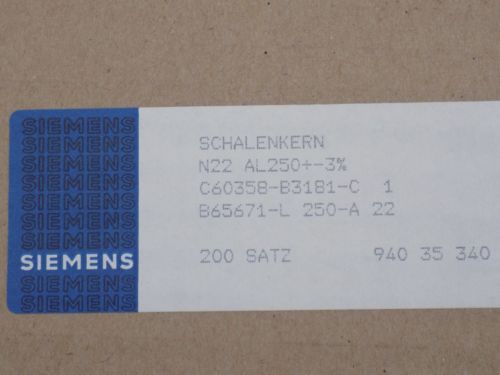 SIEMENS
SIEMENS
SIEMENS
SIEMENS
SIEMENS
SIEMENS
SIEMENS
SIEMENS
SIEMENS
SIEMENS
SCHALENKERN
N22 AL250+-3%
C60358-B3181-C 1
B65671-L 250-A 22
200 SATZ 940 35 340